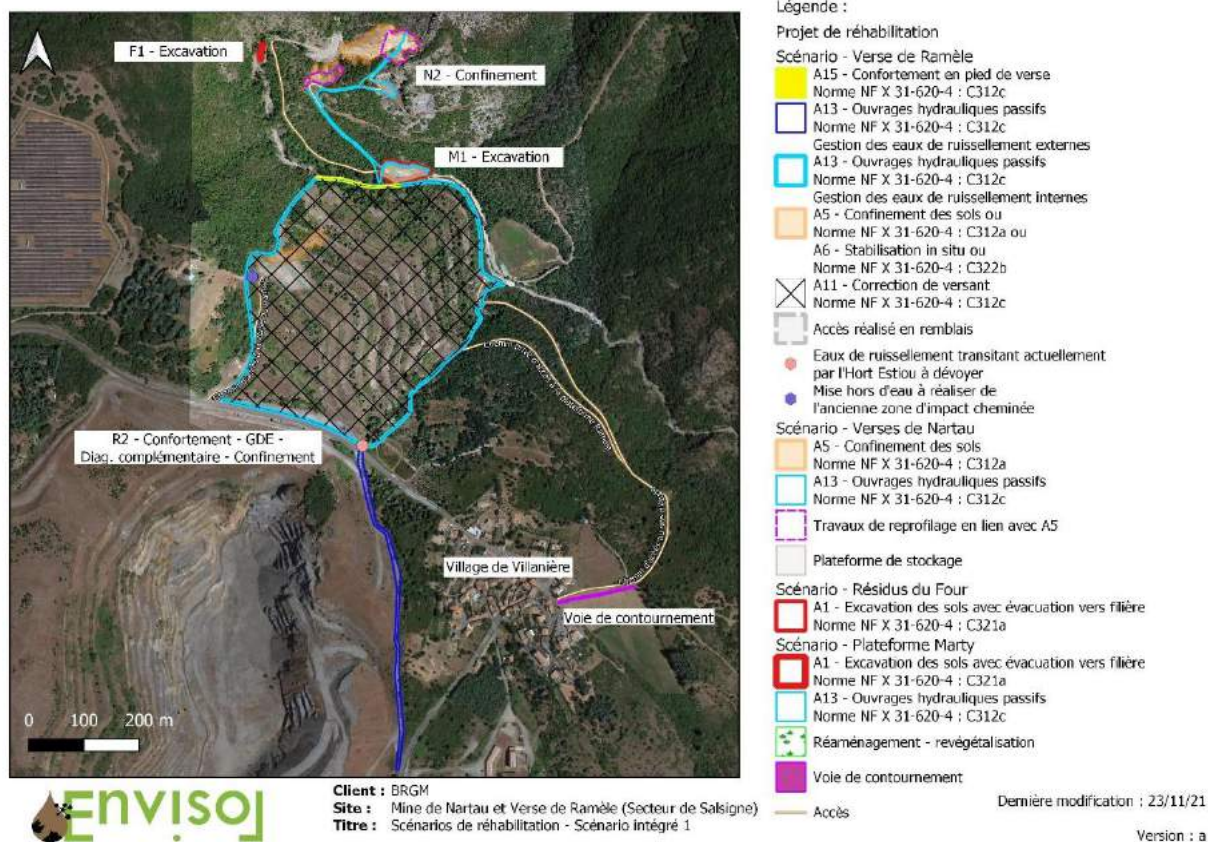 F1 - Excavation
N2 - Confinement
M1 - Excavation
R2 - Confortement - GDE -
Diag. complémentaire - Confinement
Village de Villanière
Voie de contournement
0 100 200 m
Légende :
Projet de réhabilitation
Scénario - Verse de Ramèle
A15 - Confortement en pied de verse
Norme NF X 31-620-4 : C312c
A13 - Ouvrages hydrauliques passifs
Norme NF X 31-620-4 : C312c
Gestion des eaux de ruissellement externes
A13 - Ouvrages hydrauliques passifs
Norme NF X 31-620-4 : C312c
Gestion des eaux de ruissellement internes
A5 - Confinement des sols ou
Norme NF X 31-620-4 : C312a ou
A6 - Stabilisation in situ ou
Norme NF X 31-620-4 : C322b
A11 - Correction de versant
Norme NF X 31-620-4 : C312c
Accès réalisé en remblais
Eaux de ruissellement transitant actuellement
par l'Hort Estiou à dévoyer
Mise hors d'eau à réaliser de
l'ancienne zone d'impact cheminée
Scénario - Verses de Nartau
A5 - Confinement des sols
Norme NF X 31-620-4 : C312a
A13 - Ouvrages hydrauliques passifs
Norme NF X 31-620-4 : C312c
Travaux de reprofilage en lien avec A5
Plateforme de stockage
Scénario - Résidus du Four
A1 - Excavation des sols avec évacuation vers filière
Norme NF X 31-620-4 : C321a
Scénario - Plateforme Marty
A1 - Excavation des sols avec évacuation vers filière
Norme NF X 31-620-4 : C321a
A13 - Ouvrages hydrauliques passifs
Norme NF X 31-620-4 : C312c
Réaménagement - revégétalisation
Voie de contournement
Accès
Envisol
Client : BRGM
Site : Mine de Nartau et Verse de Ramèle (Secteur de Salsigne)
Titre : Scénarios de réhabilitation - Scénario intégré 1
Dernière modification : 23/11/21
Version : a